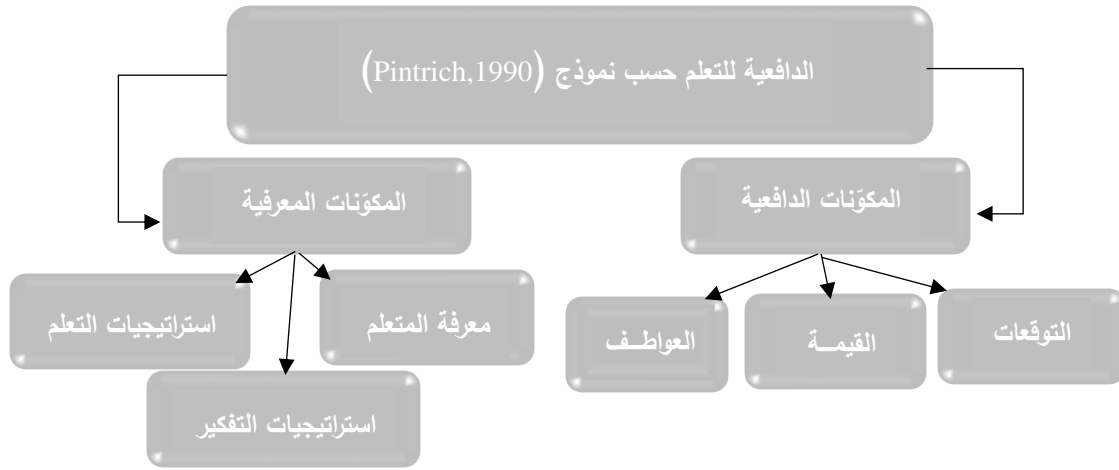 الدافعية للتعلم حسب نموذج (Pintrich,1990)
المكوّنات الدافعية
المكوّنات المعرفية
التوقعات
القيمــة
العواطــف
معرفة المتعلم
استراتيجيات التعلم
استراتيجيات التفكير